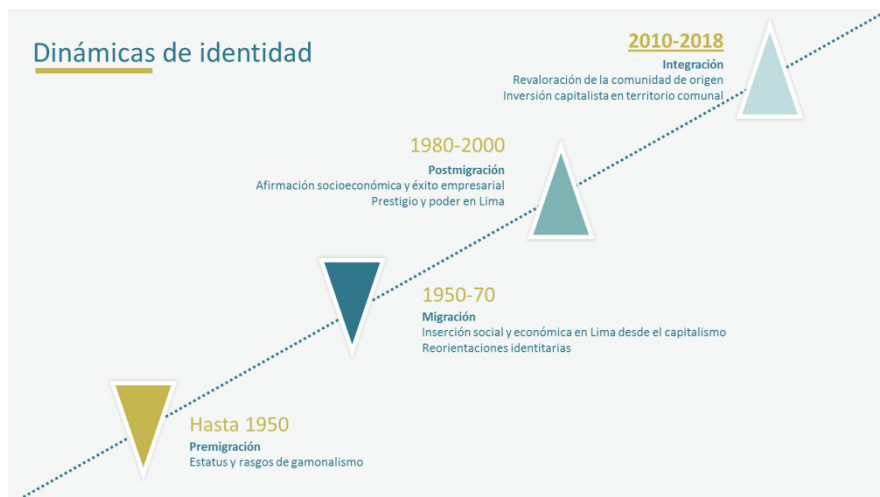 Dinámicas de identidad
2010-2018
Integración
Revaloración de la comunidad de origen
Inversión capitalista en territorio comunal
1980-2000
Postmigración
Afirmación socioeconómica y éxito empresarial
Prestigio y poder en Lima
1950-70
Migración
Inserción social y económica en Lima desde el capitalismo
Reorientaciones identitarias
Hasta 1950
Premigración
Estatus y rasgos de gamonalismo